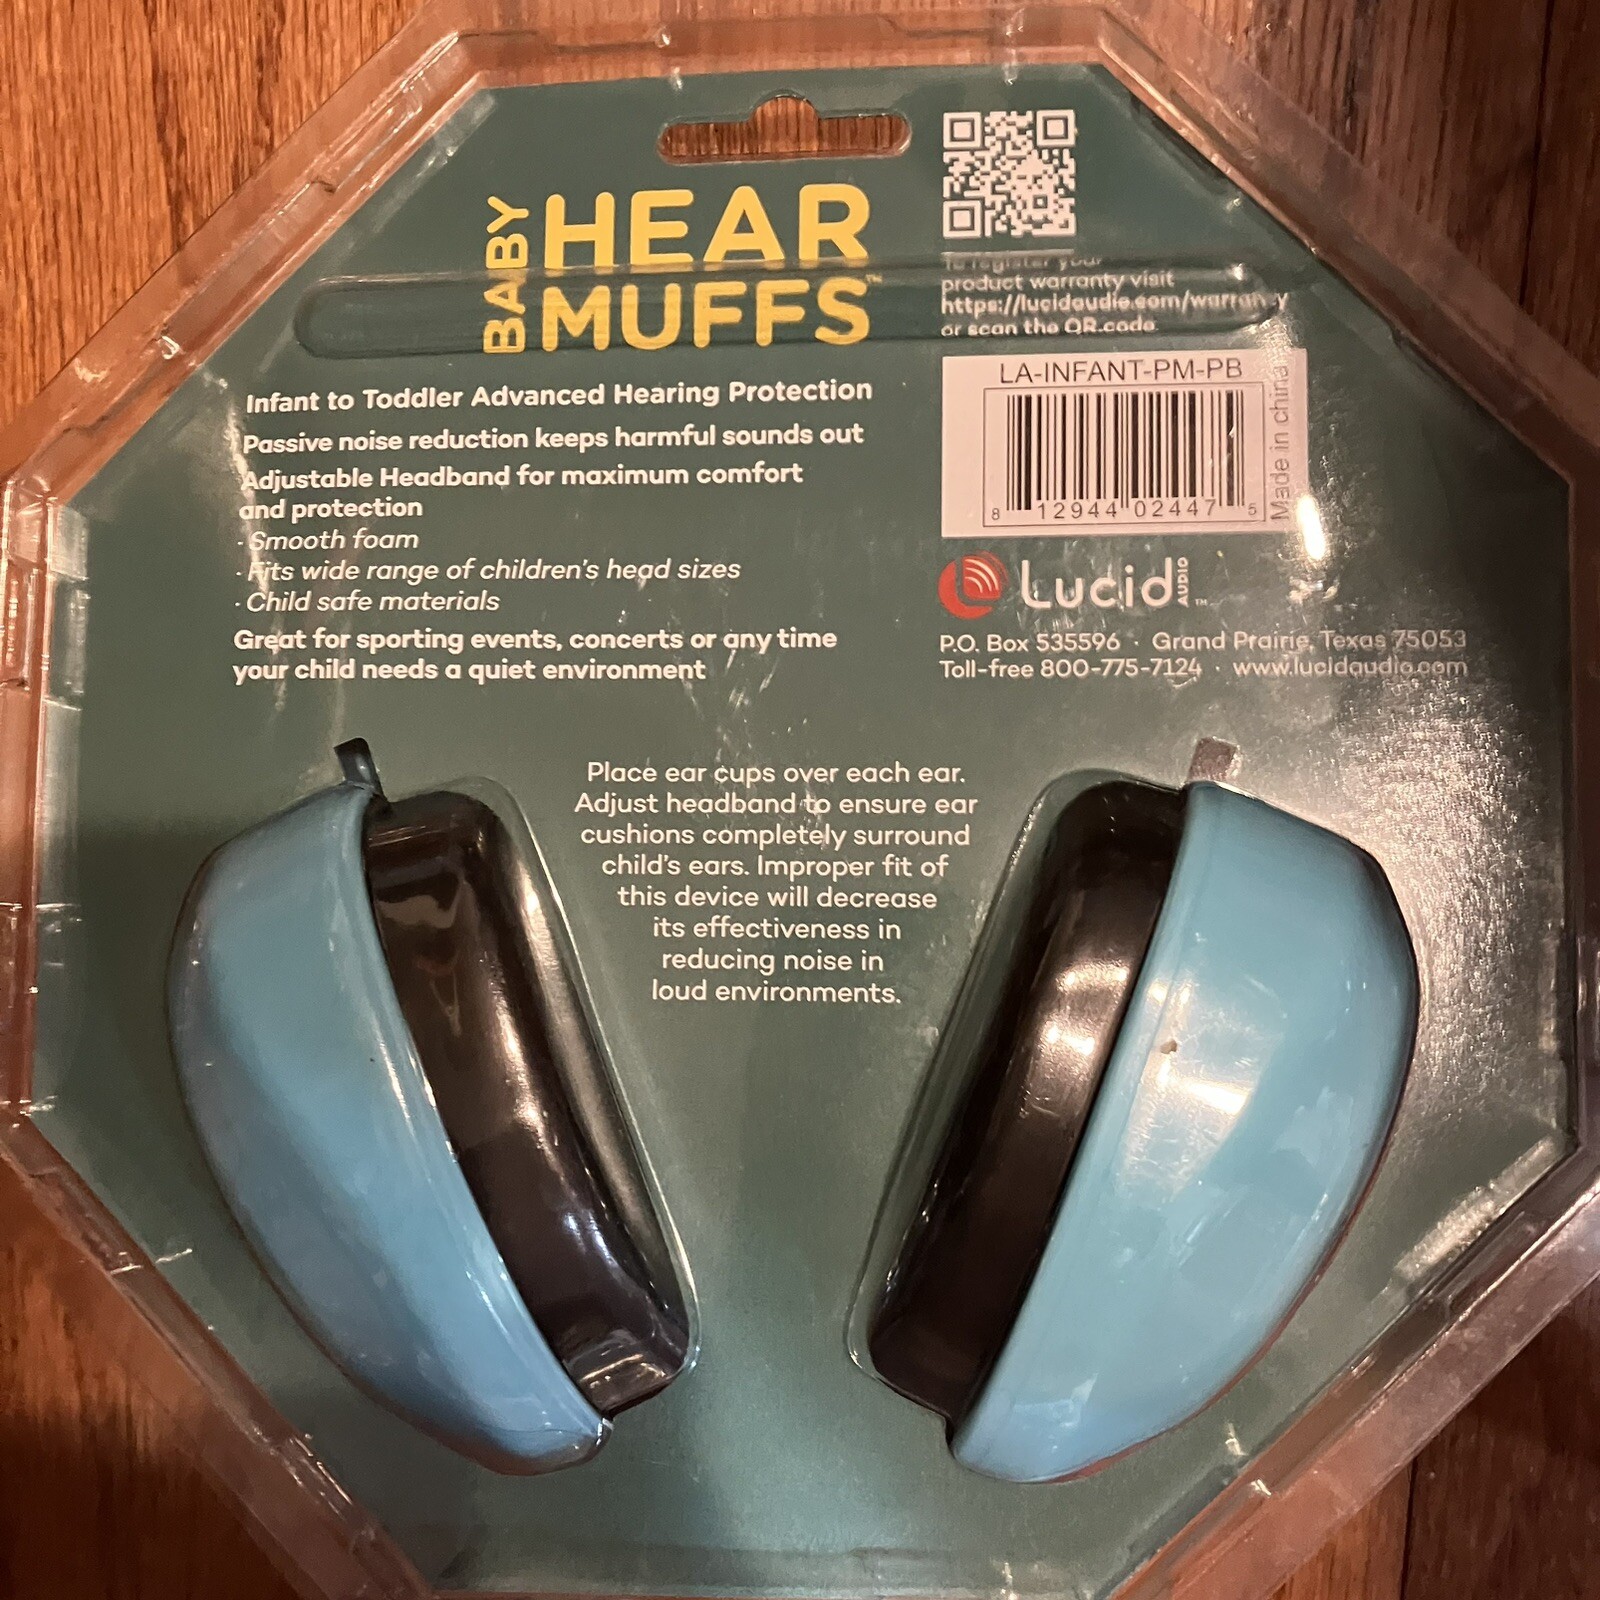 BABY
HEAR
MUFFS™
Infant to Toddler Advanced Hearing Protection
Passive noise reduction keeps harmful sounds out
Adjustable Headband for maximum comfort
and protection
· Smooth foam
· Fits wide range of children's head sizes
· Child safe materials
Great for sporting events, concerts or any time
your child needs a quiet environment
To register your
product warranty visit
https://lucidaudio.com/warranty
or scan the QR code.
LA-INFANT-PM-PB
8 12944 02447 5
Made in china
Lucid AUDIO™
P.O. Box 535596 · Grand Prairie, Texas 75053
Toll-free 800-775-7124 · www.lucidaudio.com
Place ear cups over each ear.
Adjust headband to ensure ear
cushions completely surround
child's ears. Improper fit of
this device will decrease
its effectiveness in
reducing noise in
loud environments.